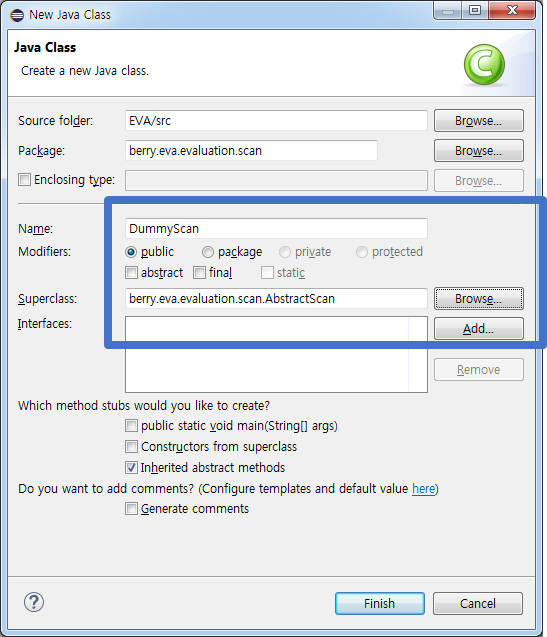 New Java Class
Java Class
Create a new Java class.
C
Source folder: EVA/src Browse...
Package: berry.eva.evaluation.scan Browse...
Enclosing type: Browse...
Name: DummyScan
Modifiers: public package private protected
abstract final static
Superclass: berry.eva.evaluation.scan.AbstractScan Browse...
Interfaces: Add...
Remove
Which method stubs would you like to create?
public static void main(String[] args)
Constructors from superclass
Inherited abstract methods
Do you want to add comments? (Configure templates and default value here)
Generate comments
? Finish Cancel